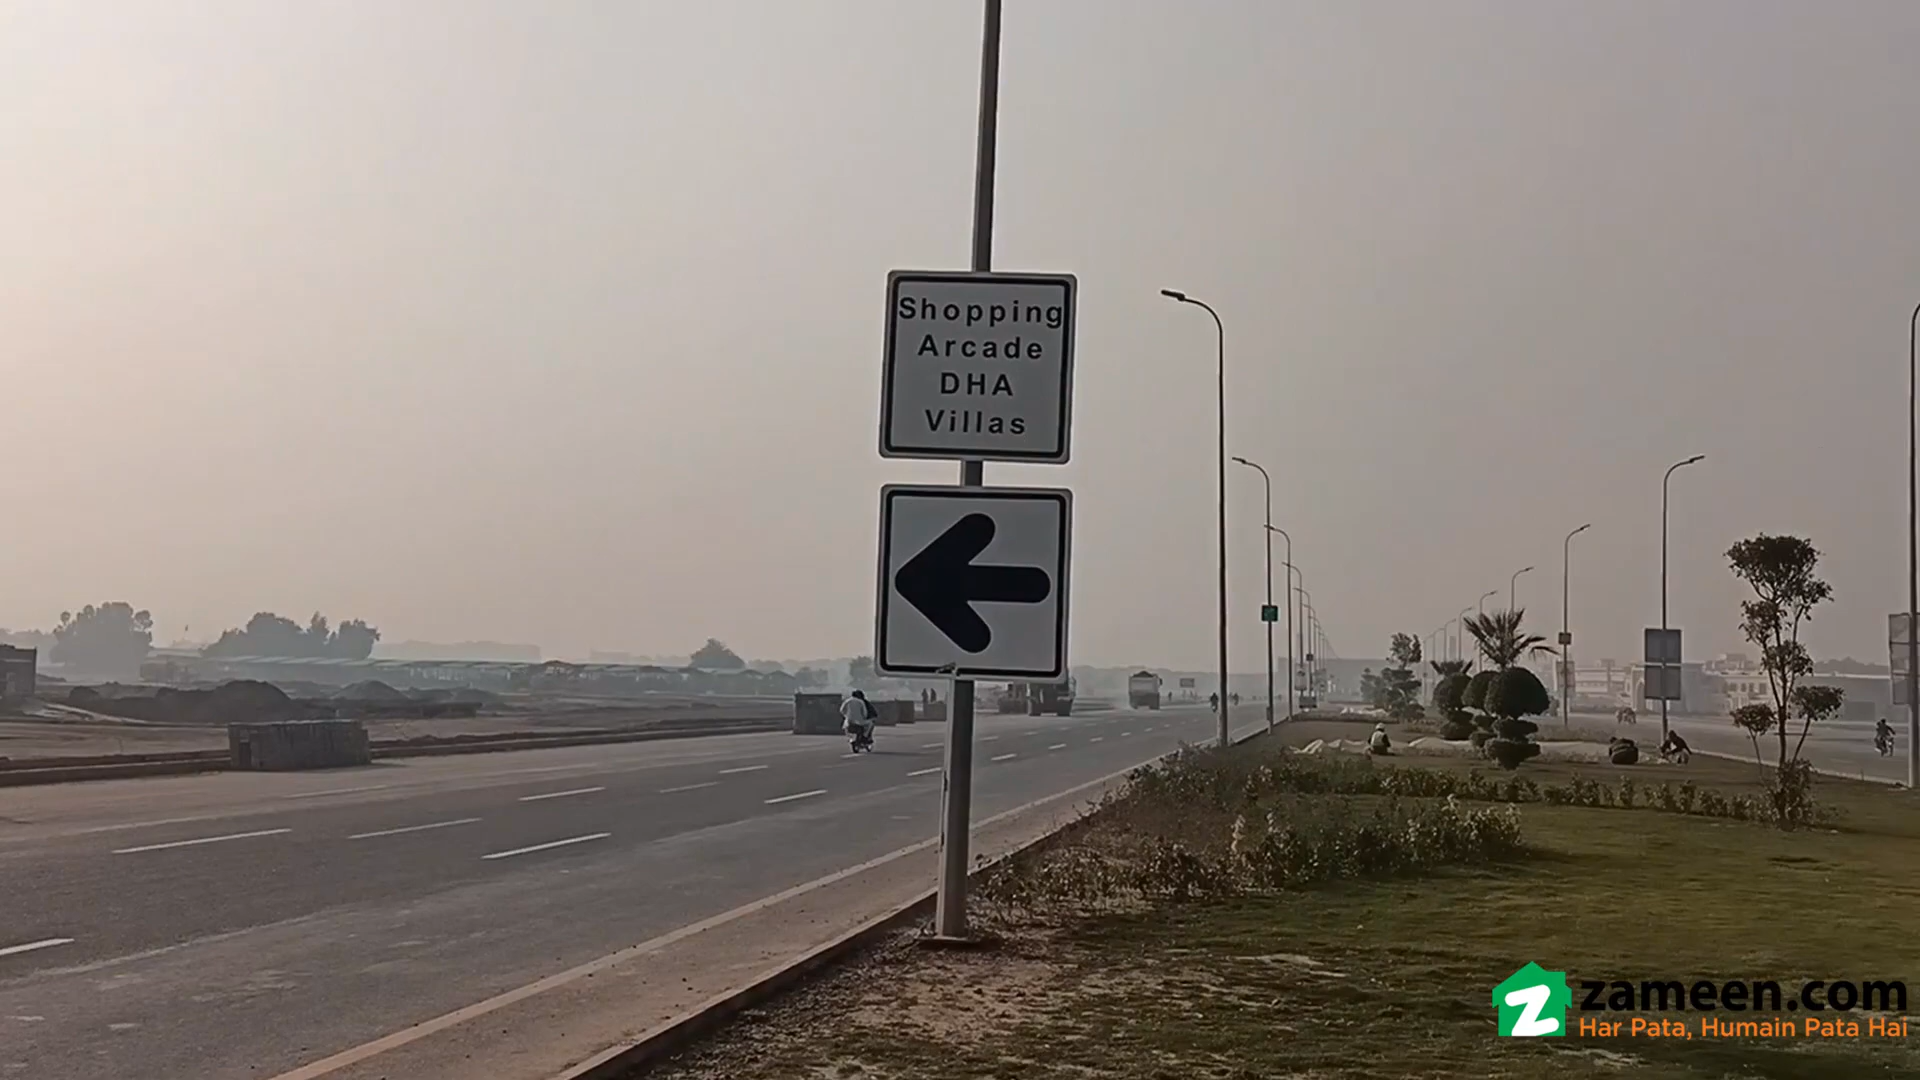 Shopping
Arcade
DHA
Villas
zameen.com
Har Pata, Humain Pata Hai